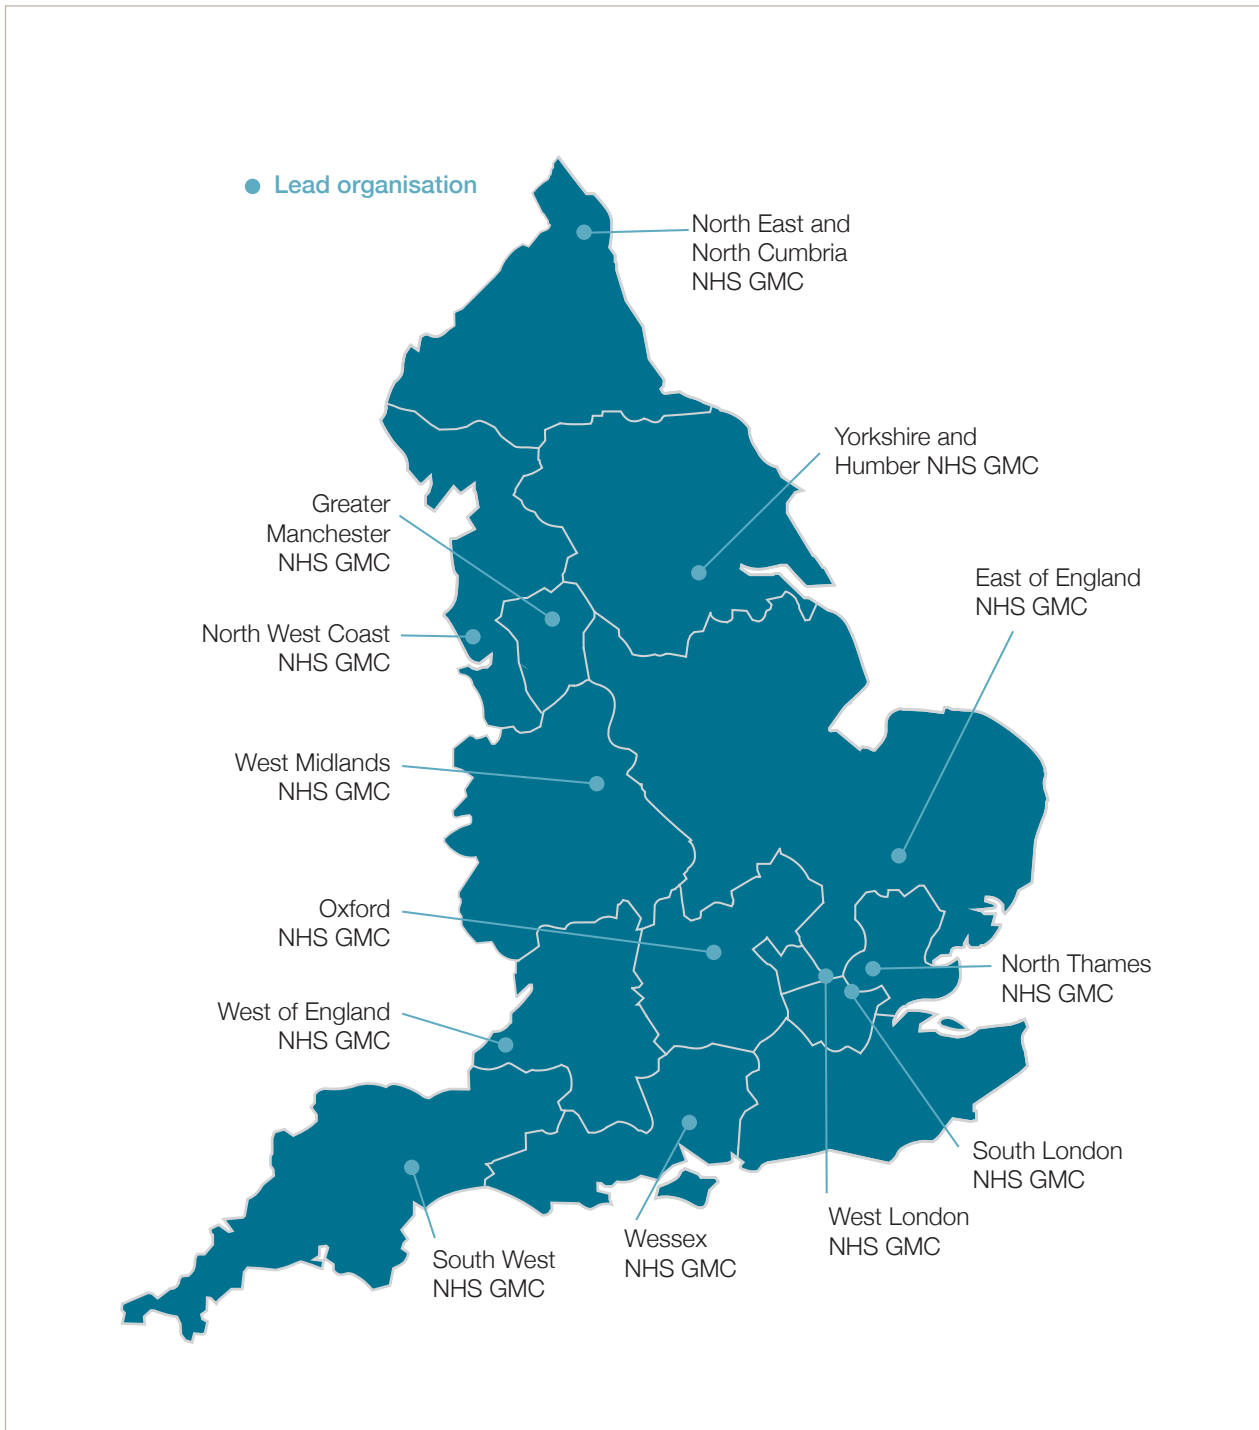 Lead organisation
North East and
North Cumbria
NHS GMC
Yorkshire and
Humber NHS GMC
Greater
Manchester
NHS GMC
East of England
NHS GMC
North West Coast
NHS GMC
West Midlands
NHS GMC
Oxford
NHS GMC
North Thames
NHS GMC
West of England
NHS GMC
South London
NHS GMC
West London
NHS GMC
Wessex
NHS GMC
South West
NHS GMC